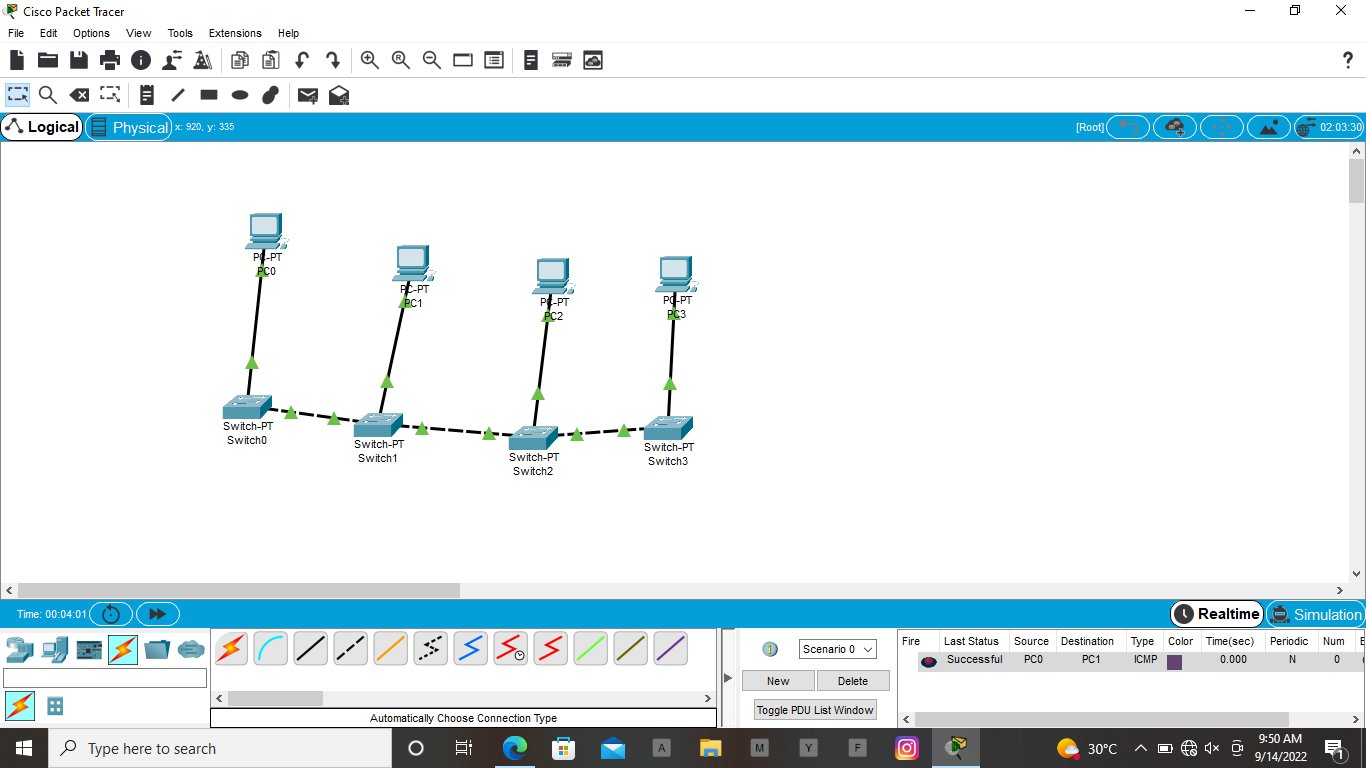 Cisco Packet Tracer
File Edit Options View Tools Extensions Help
Logical Physical x: 920, y: 335 [Root] 02:03:30
PC-PT
PC0
PC-PT
PC1
PC-PT
PC2
PC-PT
PC3
Switch-PT
Switch0
Switch-PT
Switch1
Switch-PT
Switch2
Switch-PT
Switch3
Time: 00:04:01 Realtime Simulation
Scenario 0
New Delete
Toggle PDU List Window
Fire Last Status Source Destination Type Color Time(sec) Periodic Num
Successful PC0 PC1 ICMP 0.000 N 0
Automatically Choose Connection Type
Type here to search
A M Y F
30°C
9:50 AM
9/14/2022
1